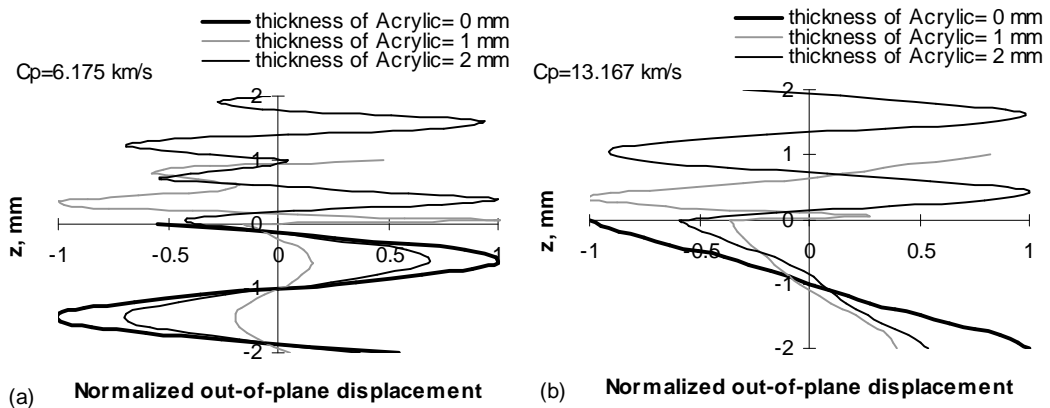 thickness of Acrylic= 0 mm
thickness of Acrylic= 1 mm
thickness of Acrylic= 2 mm
Cp=6.175 km/s
2
1
0
-1 -0.5 0 0.5 1
-1
-2
z, mm
(a) Normalized out-of-plane displacement
thickness of Acrylic= 0 mm
thickness of Acrylic= 1 mm
thickness of Acrylic= 2 mm
(b)
Cp=13.167 km/s
2
1
0
-1 -0.5 0 0.5 1
-1
-2
z, mm
(b) Normalized out-of-plane displacement